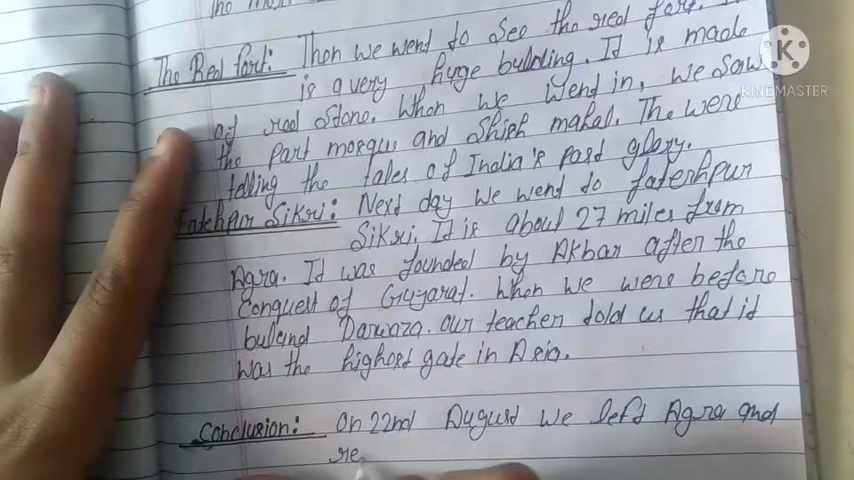 the
The Red fort: Then we went to see the red fort. It
is a very huge building. It is made
of red stone. When we wend in, we saw
the part mosque and Shish mahal. The were
telling the tales of India's past glory.
Fatehpur Sikri: Next day we went to fatehpur
Sikri. It is about 27 miles from
Agra. It was founded by Akbar after the
Conquest of Gujarat. When we were before
buland Darwaza. our teacher told us that it
was the highest gate in Asia.
Conclusion: On 22nd August we left Agra and
re
K
KINEMASTER